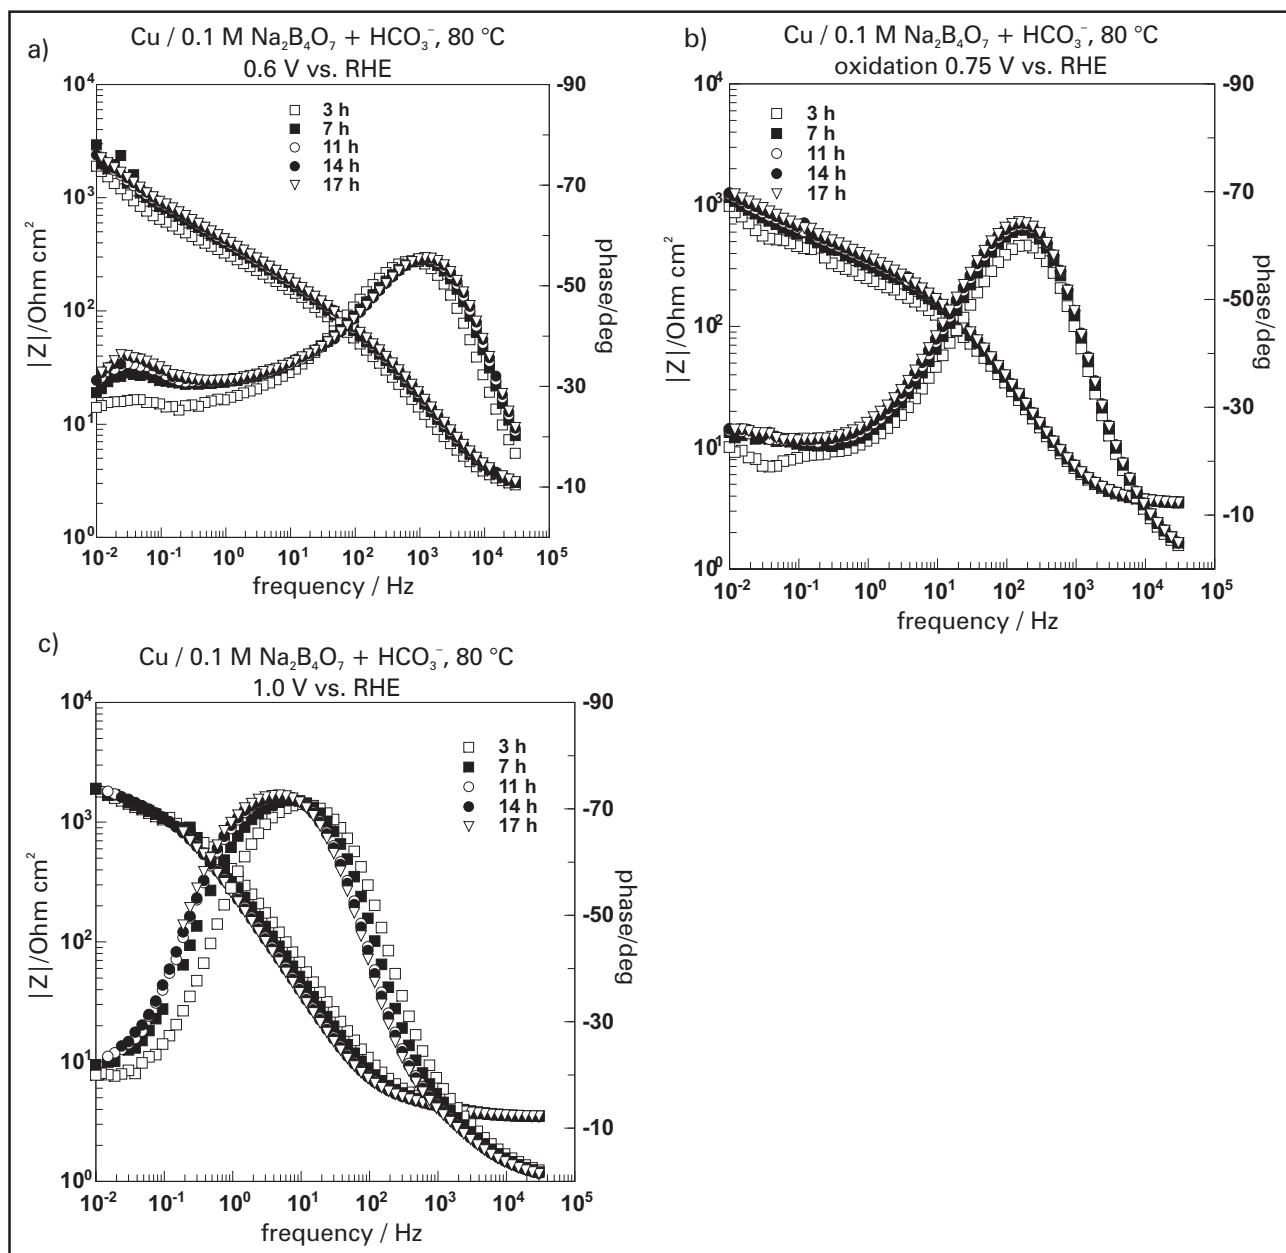 a)
Cu / 0.1 M Na₂B₄O₇ + HCO₃⁻, 80 °C
0.6 V vs. RHE
10⁴
10³
10²
10¹
10⁰
|Z|/Ohm cm²
3 h
7 h
11 h
14 h
17 h
-90
-70
-50
-30
-10
phase/deg
10⁻² 10⁻¹ 10⁰ 10¹ 10² 10³ 10⁴ 10⁵
frequency / Hz
b)
Cu / 0.1 M Na₂B₄O₇ + HCO₃⁻, 80 °C
oxidation 0.75 V vs. RHE
10⁴
10³
10²
10¹
10⁰
|Z|/Ohm cm²
3 h
7 h
11 h
14 h
17 h
-90
-70
-50
-30
-10
phase/deg
10⁻² 10⁻¹ 10⁰ 10¹ 10² 10³ 10⁴ 10⁵
frequency / Hz
c)
Cu / 0.1 M Na₂B₄O₇ + HCO₃⁻, 80 °C
1.0 V vs. RHE
10⁴
10³
10²
10¹
10⁰
|Z|/Ohm cm²
3 h
7 h
11 h
14 h
17 h
-90
-70
-50
-30
-10
phase/deg
10⁻² 10⁻¹ 10⁰ 10¹ 10² 10³ 10⁴ 10⁵
frequency / Hz